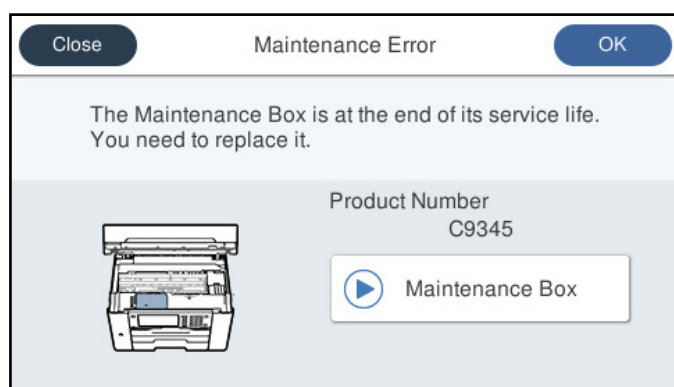 Close
Maintenance Error
OK
The Maintenance Box is at the end of its service life.
You need to replace it.
Product Number
C9345
Maintenance Box